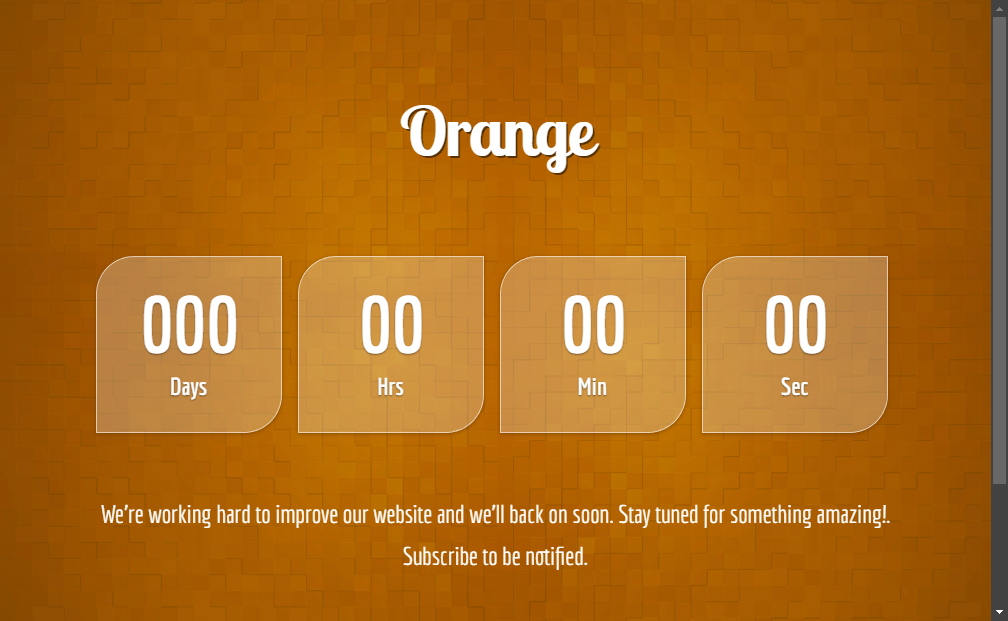 Orange
000 00 00 00
Days Hrs Min Sec
We're working hard to improve our website and we'll back on soon. Stay tuned for something amazing!.
Subscribe to be notified.